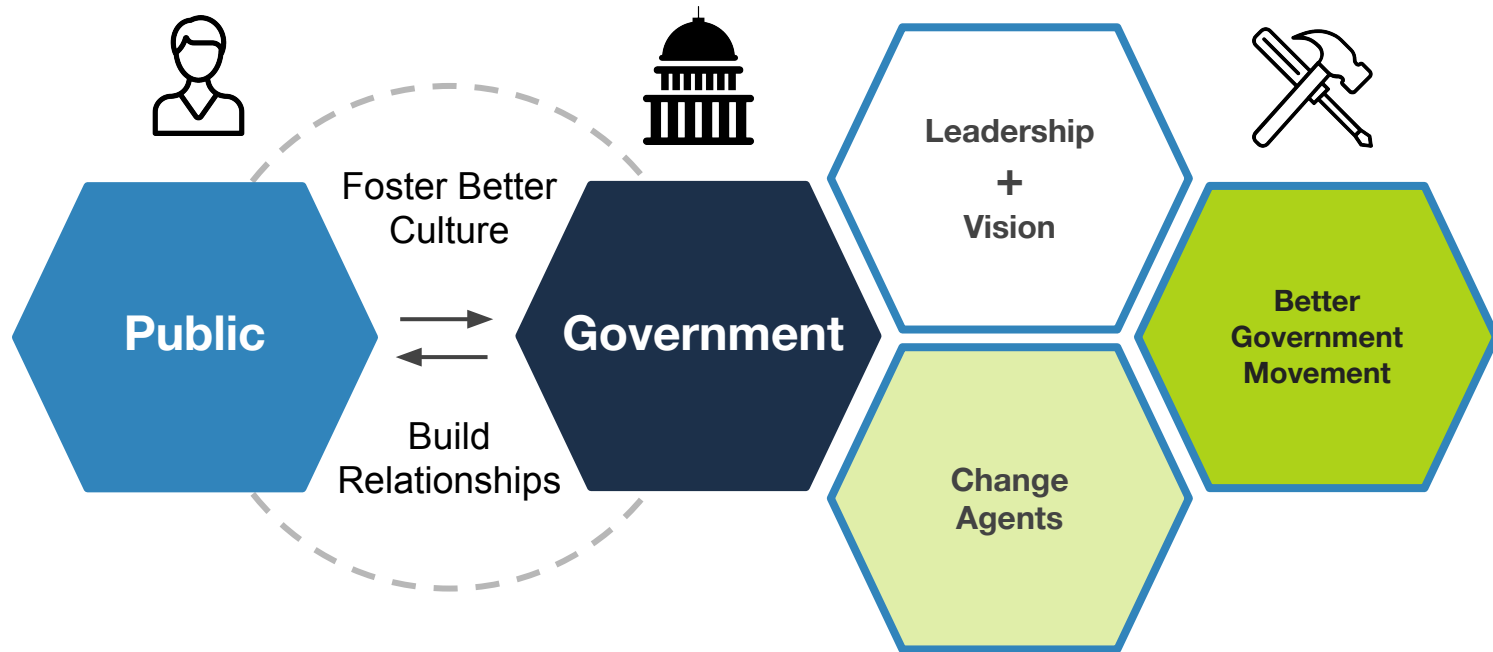 Public
Foster Better
Culture
Build
Relationships
Government
Leadership
+
Vision
Change
Agents
Better
Government
Movement